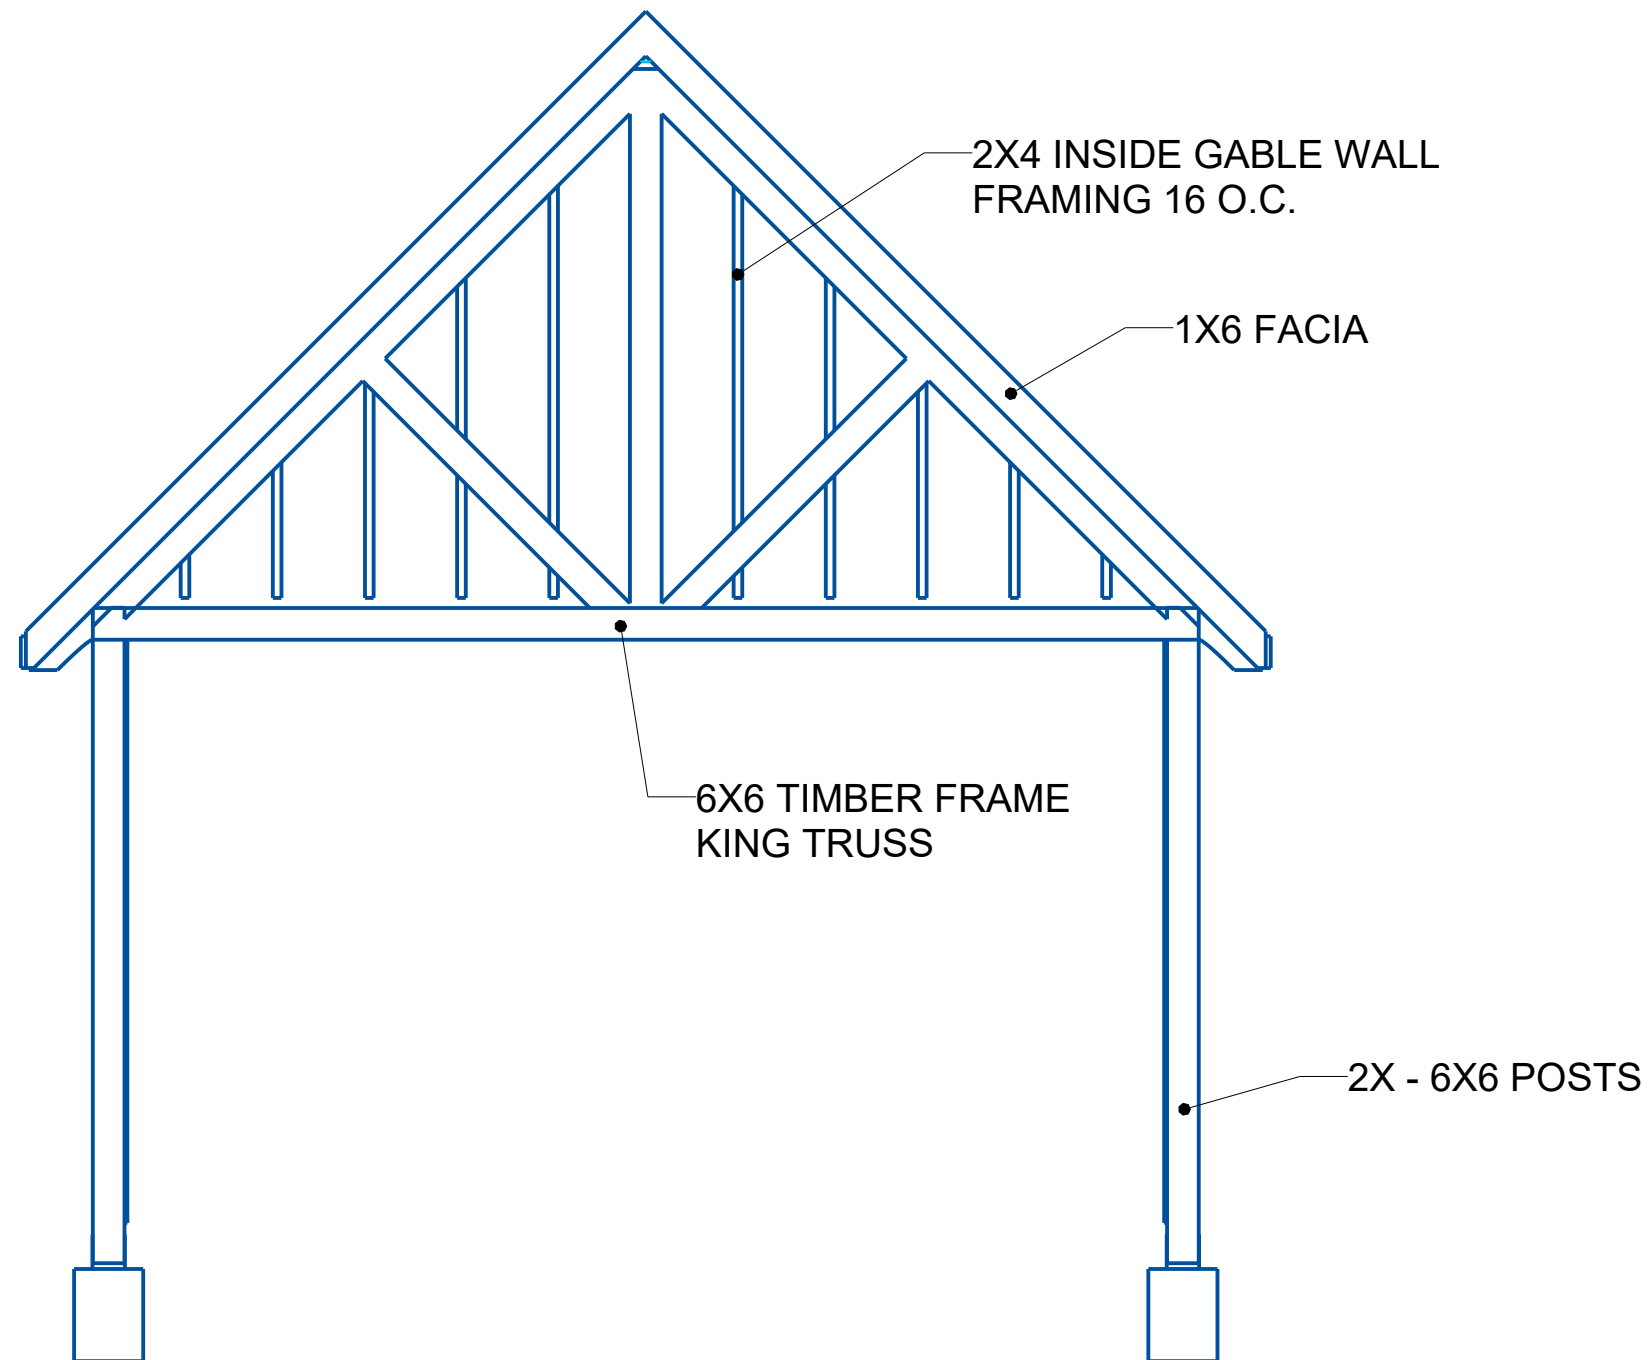 2X4 INSIDE GABLE WALL
FRAMING 16 O.C.
1X6 FACIA
6X6 TIMBER FRAME
KING TRUSS
2X - 6X6 POSTS